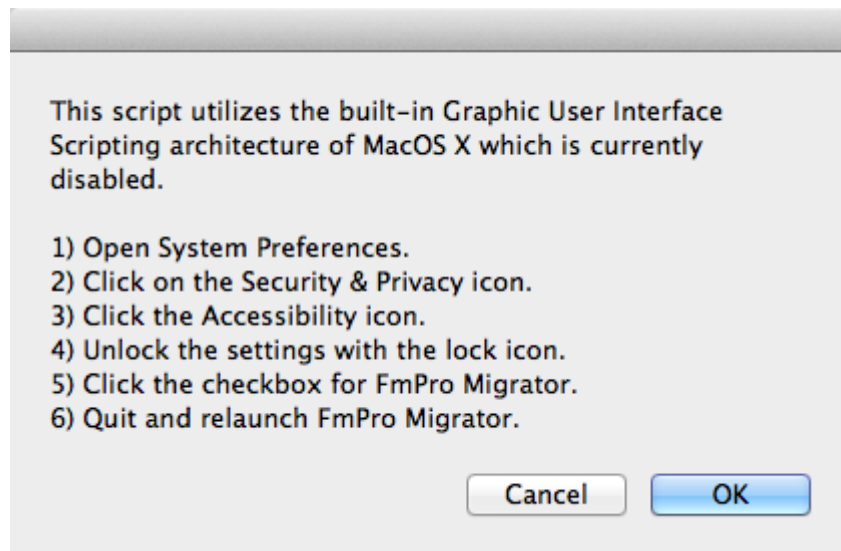 This script utilizes the built-in Graphic User Interface
Scripting architecture of MacOS X which is currently
disabled.
1) Open System Preferences.
2) Click on the Security & Privacy icon.
3) Click the Accessibility icon.
4) Unlock the settings with the lock icon.
5) Click the checkbox for FmPro Migrator.
6) Quit and relaunch FmPro Migrator.
Cancel OK